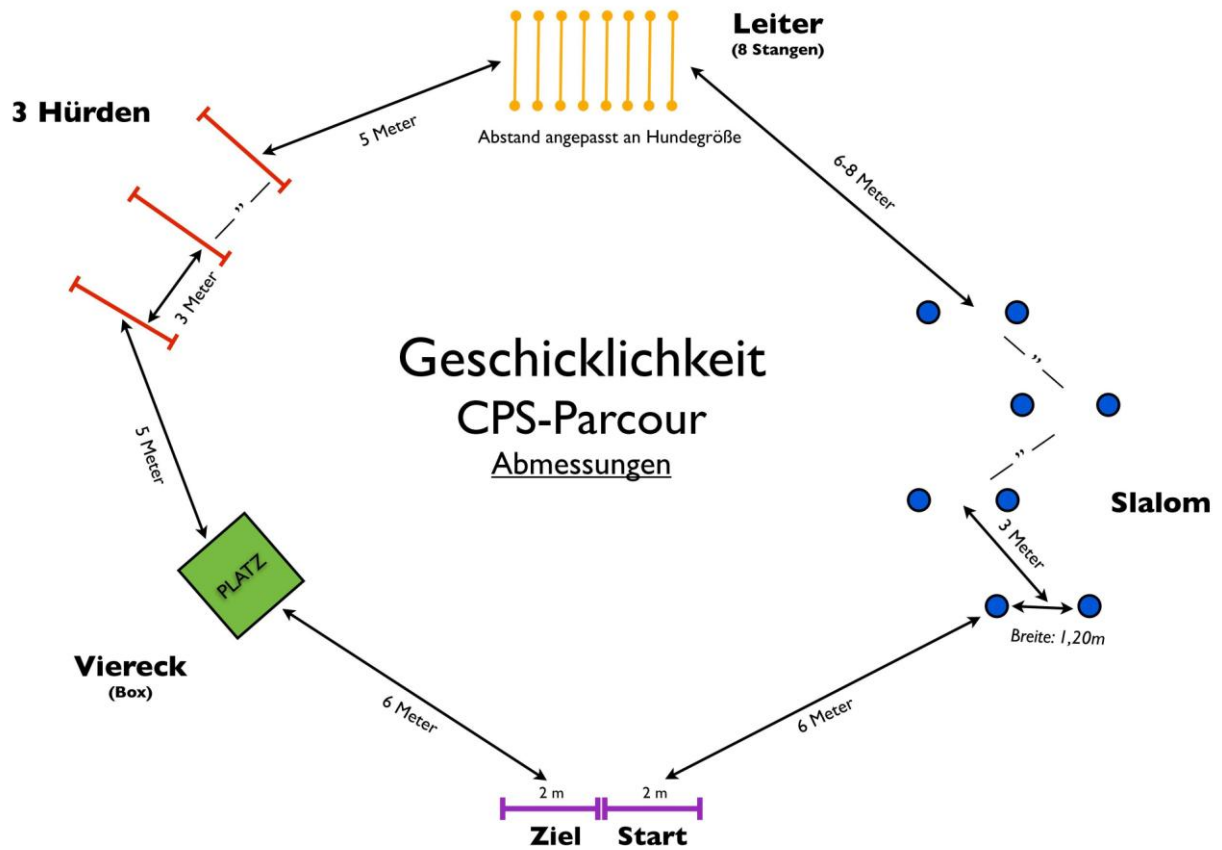 Leiter
(8 Stangen)
3 Hürden
5 Meter
Abstand angepasst an Hundegröße
6-8 Meter
”
3 Meter
Geschicklichkeit
CPS-Parcour
Abmessungen
”
”
5 Meter
Slalom
3 Meter
PLATZ
Breite: 1,20m
Viereck
(Box)
6 Meter
6 Meter
2 m
2 m
Ziel
Start